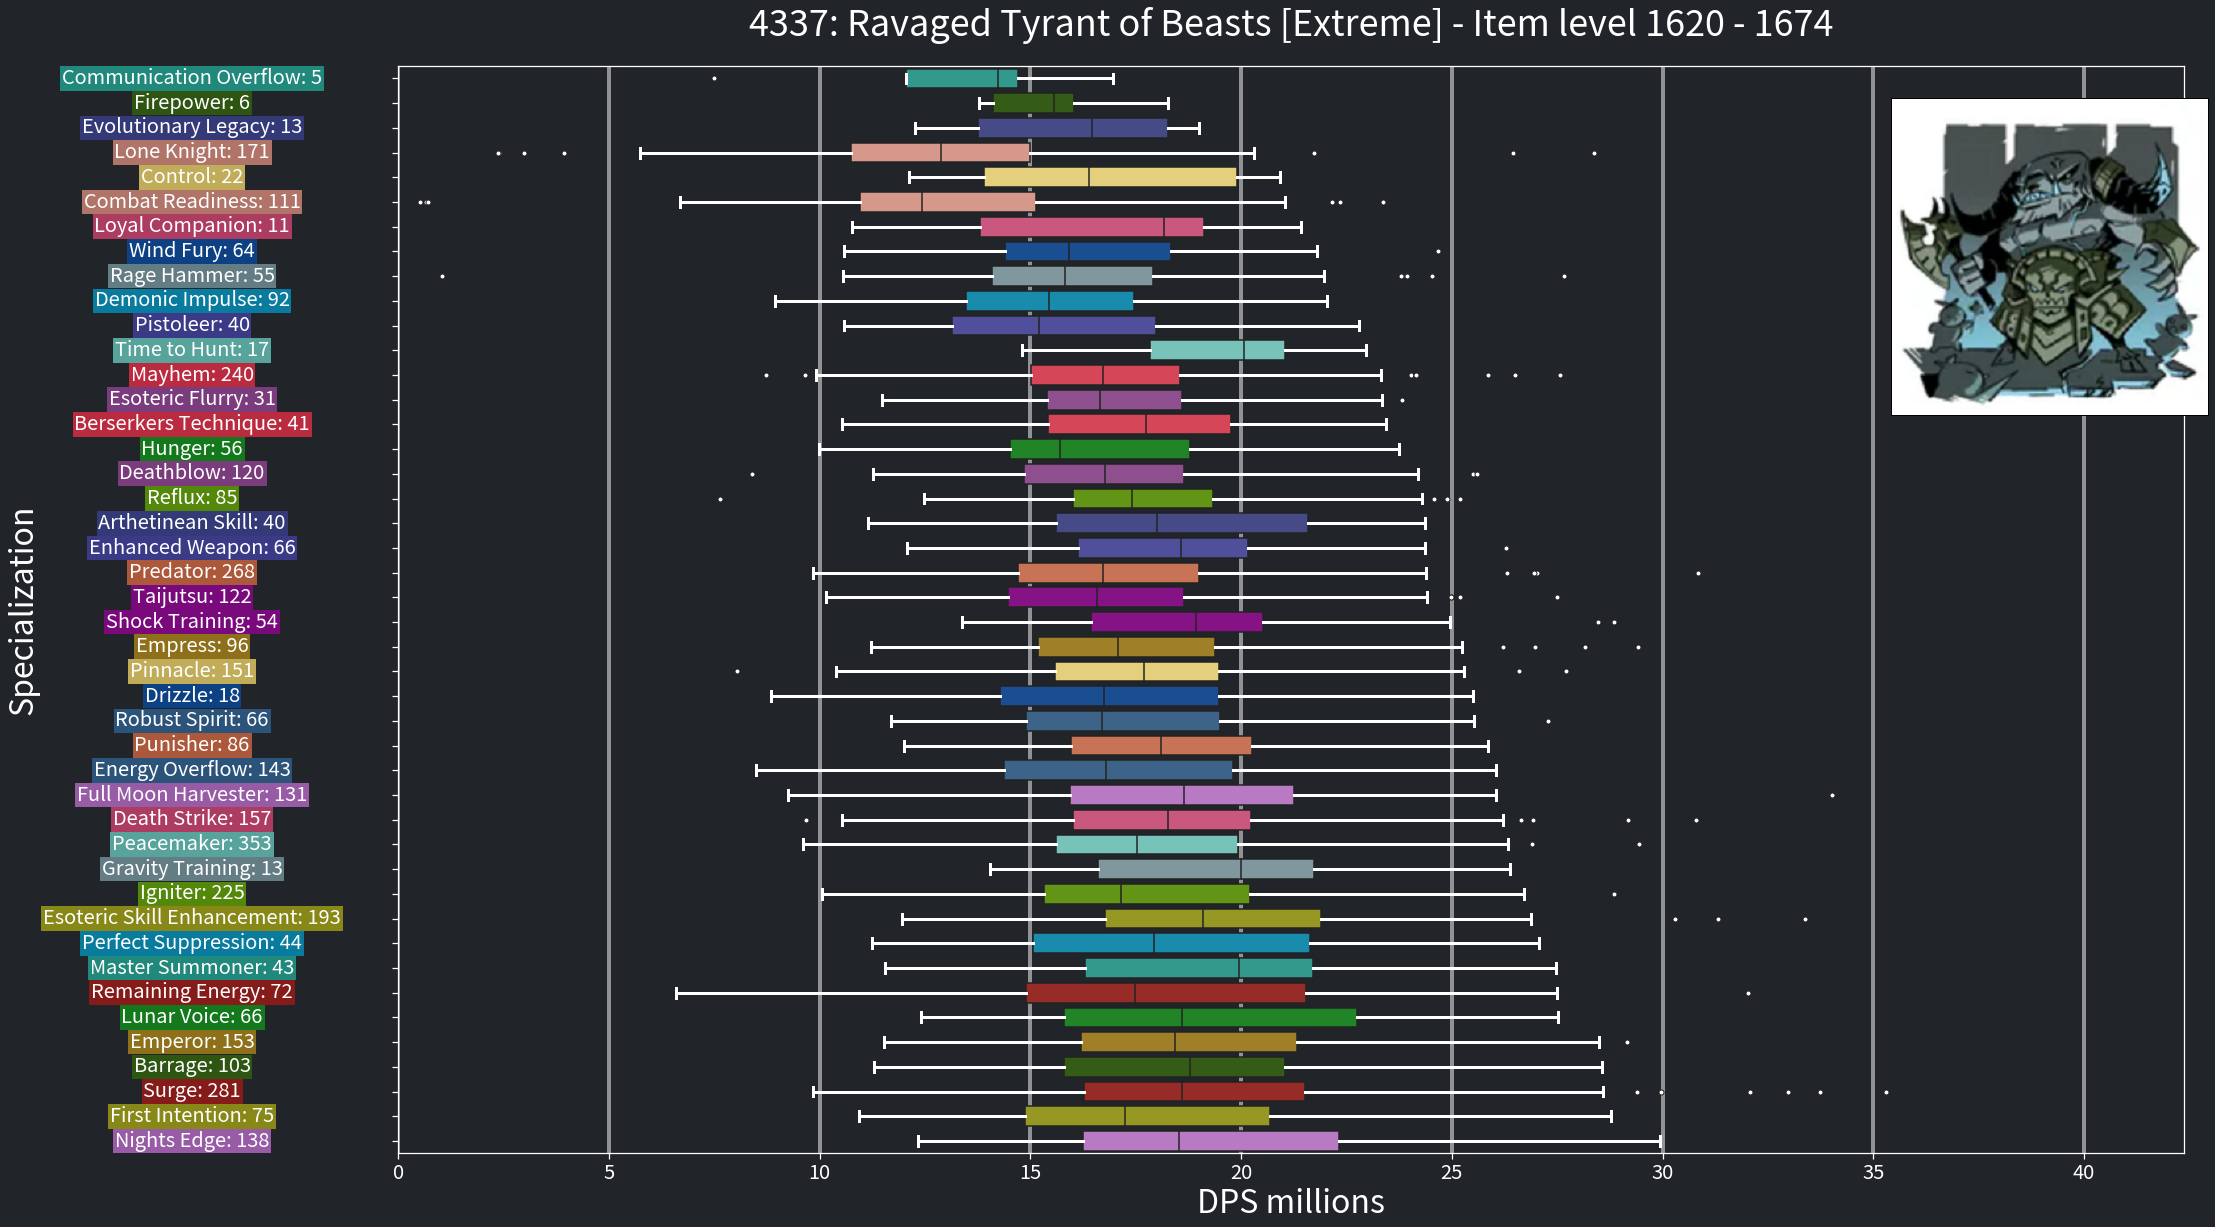 4337: Ravaged Tyrant of Beasts [Extreme] - Item level 1620 - 1674
Communication Overflow: 5
Firepower: 6
Evolutionary Legacy: 13
Lone Knight: 171
Control: 22
Combat Readiness: 111
Loyal Companion: 11
Wind Fury: 64
Rage Hammer: 55
Demonic Impulse: 92
Pistoleer: 40
Time to Hunt: 17
Mayhem: 240
Esoteric Flurry: 31
Berserkers Technique: 41
Hunger: 56
Deathblow: 120
Reflux: 85
Arthetinean Skill: 40
Enhanced Weapon: 66
Predator: 268
Taijutsu: 122
Shock Training: 54
Empress: 96
Pinnacle: 151
Drizzle: 18
Robust Spirit: 66
Punisher: 86
Energy Overflow: 143
Full Moon Harvester: 131
Death Strike: 157
Peacemaker: 353
Gravity Training: 13
Igniter: 225
Esoteric Skill Enhancement: 193
Perfect Suppression: 44
Master Summoner: 43
Remaining Energy: 72
Lunar Voice: 66
Emperor: 153
Barrage: 103
Surge: 281
First Intention: 75
Nights Edge: 138
Specialization
0 5 10 15 20 25 30 35 40
DPS millions